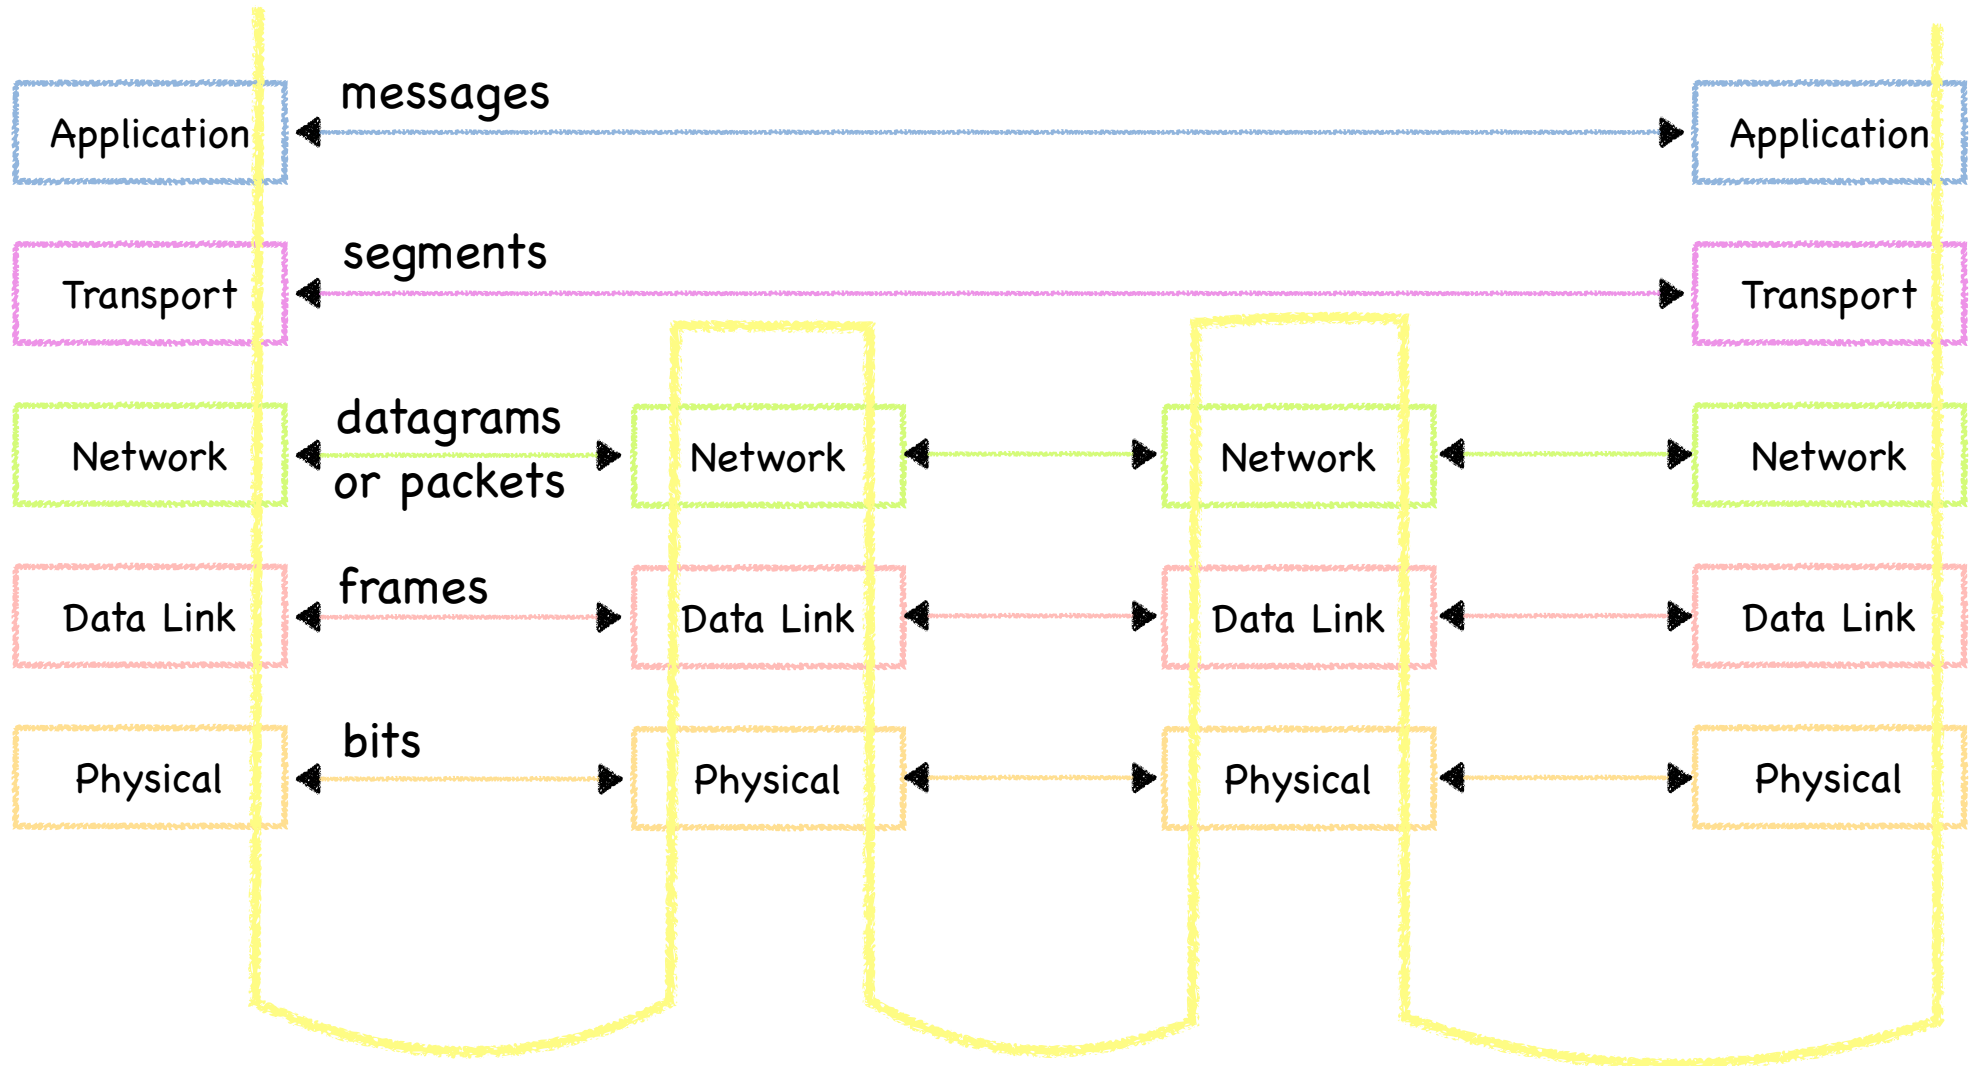 messages
Application
Application
segments
Transport
Transport
datagrams
or packets
Network
Network
Network
Network
frames
Data Link
Data Link
Data Link
Data Link
bits
Physical
Physical
Physical
Physical